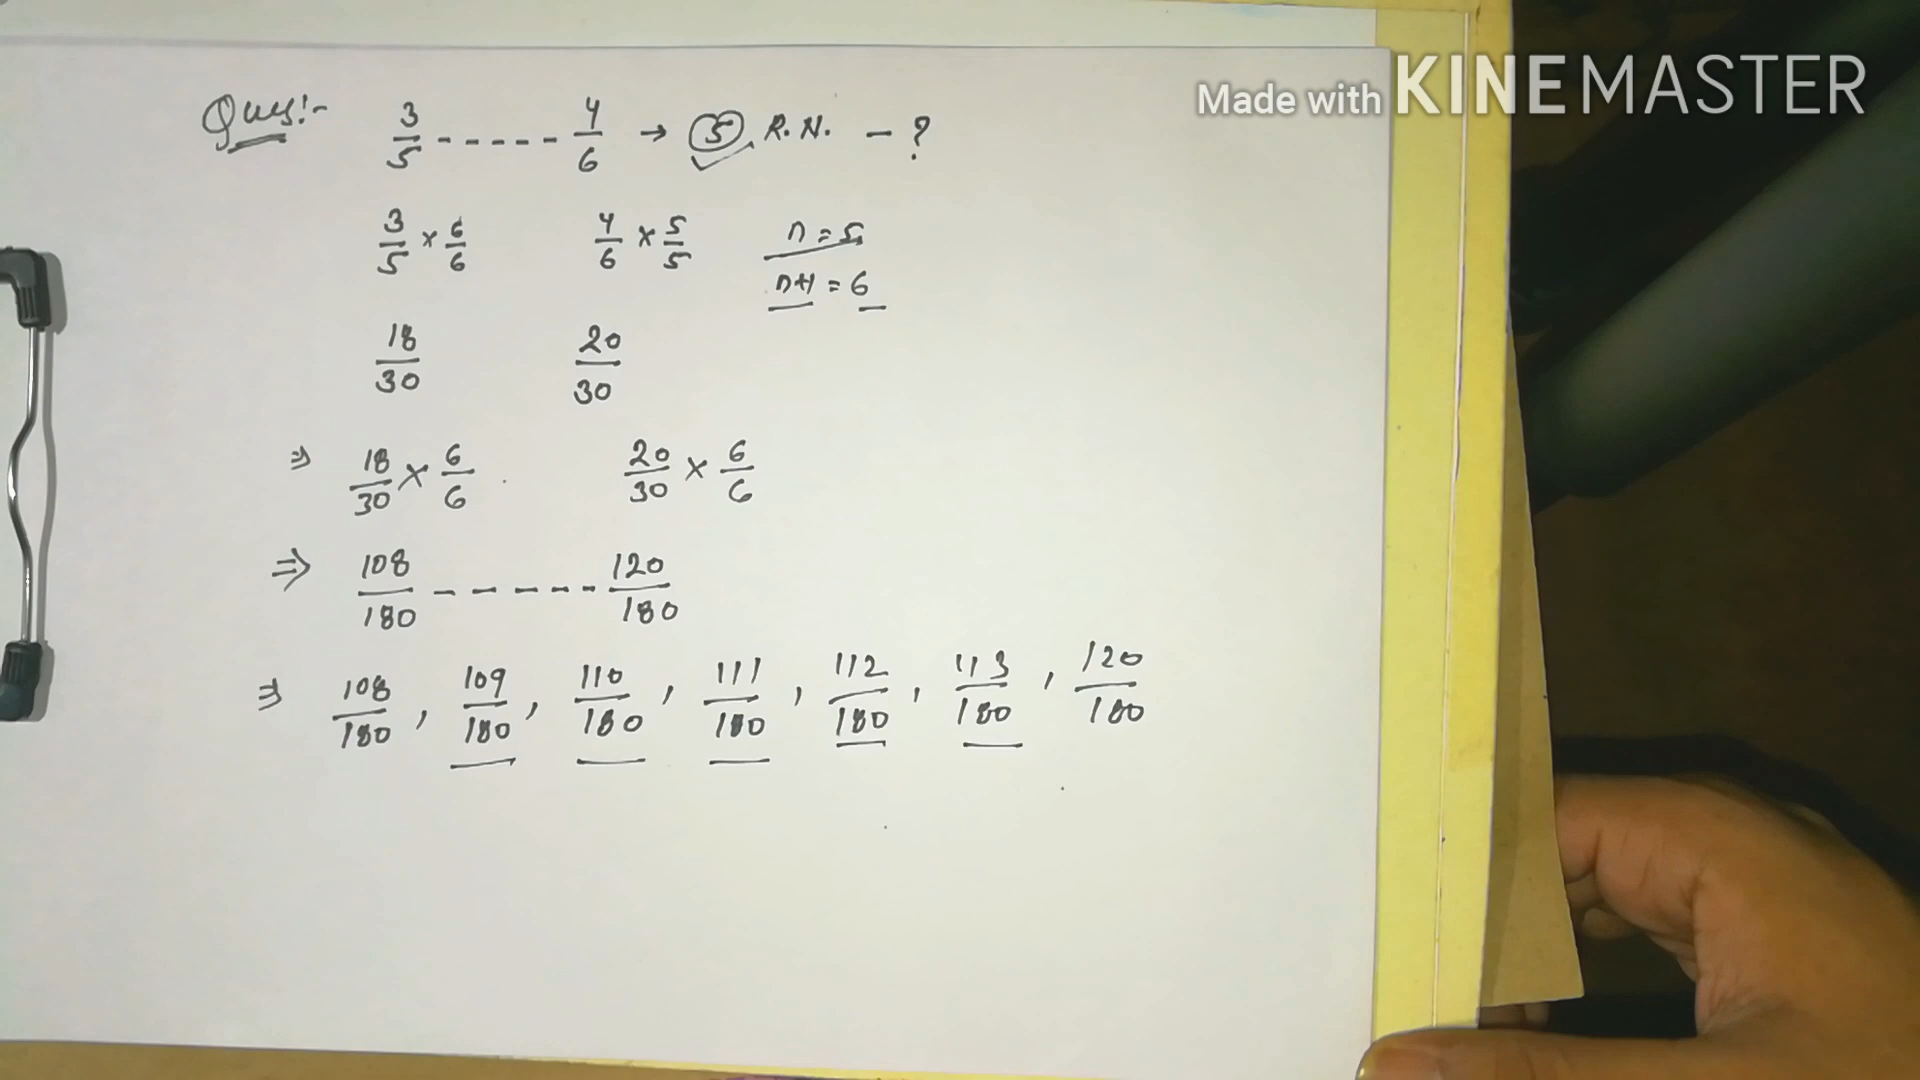 Made with KINEMASTER
Ques:- 3/5 ------ 4/6 → 5 R.N. - ?
3/5 × 6/6   4/6 × 5/5   n = 5
n+1 = 6
18/30   20/30
⇒ 18/30 × 6/6   20/30 × 6/6
⇒ 108/180 ------ 120/180
⇒ 108/180 , 109/180 , 110/180 , 111/180 , 112/180 , 113/180 , 120/180